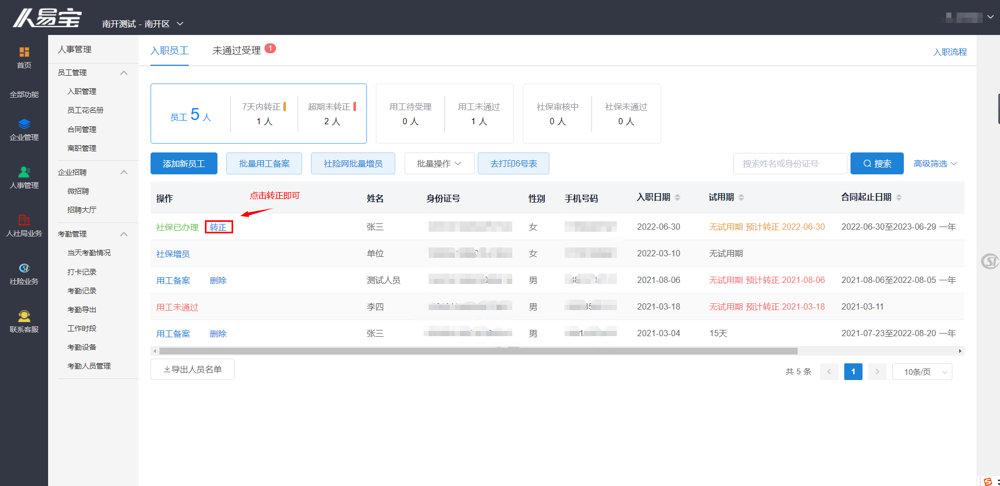 人易宝
南开测试 - 南开区
首页
全部功能
企业管理
人事管理
人社局业务
社险业务
联系客服
人事管理
员工管理
入职管理
员工花名册
合同管理
离职管理
企业招聘
微招聘
招聘大厅
考勤管理
当天考勤情况
打卡记录
考勤记录
考勤导出
工作时段
考勤设备
考勤人员管理
入职员工 未通过受理 1 入职流程
员工 5 人
7天内转正 超期未转正 用工待受理 用工未通过 社保审核中 社保未通过
1 人 2 人 0 人 1 人 0 人 0 人
添加新员工 批量用工备案 社险网批量增员 批量操作 去打印6号表 搜索姓名或身份证号 搜索 高级筛选
点击转正即可
操作 姓名 身份证号 性别 手机号码 入职日期 试用期 合同起止日期
社保已办理 转正 张三 女 2022-06-30 无试用期 预计转正:2022-06-30 2022-06-30至2023-06-29 一年
社保增员 单位 女 2022-03-10 无试用期
用工备案 删除 测试人员 男 2021-08-06 无试用期 预计转正:2021-08-06 2021-08-06至2022-08-05 一年
用工未通过 李四 男 2021-03-18 无试用期 预计转正:2021-03-18 2021-03-11
用工备案 删除 张三 男 2021-03-04 15天 2021-07-23至2022-08-20 一年
导出人员名单 共 5 条 1 10条/页